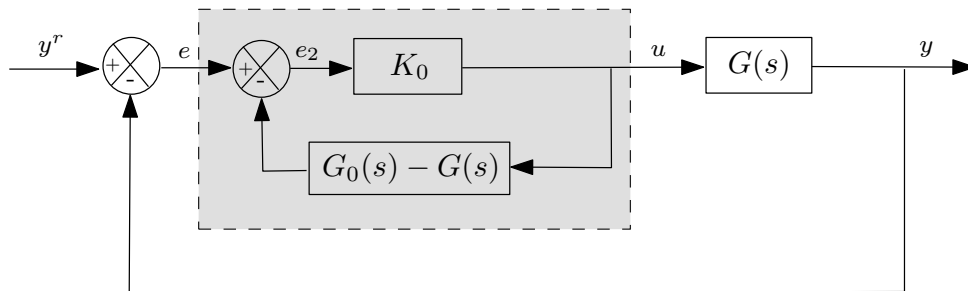 y^r
+
-
e
+
-
e_2
K_0
u
G(s)
y
G_0(s) − G(s)